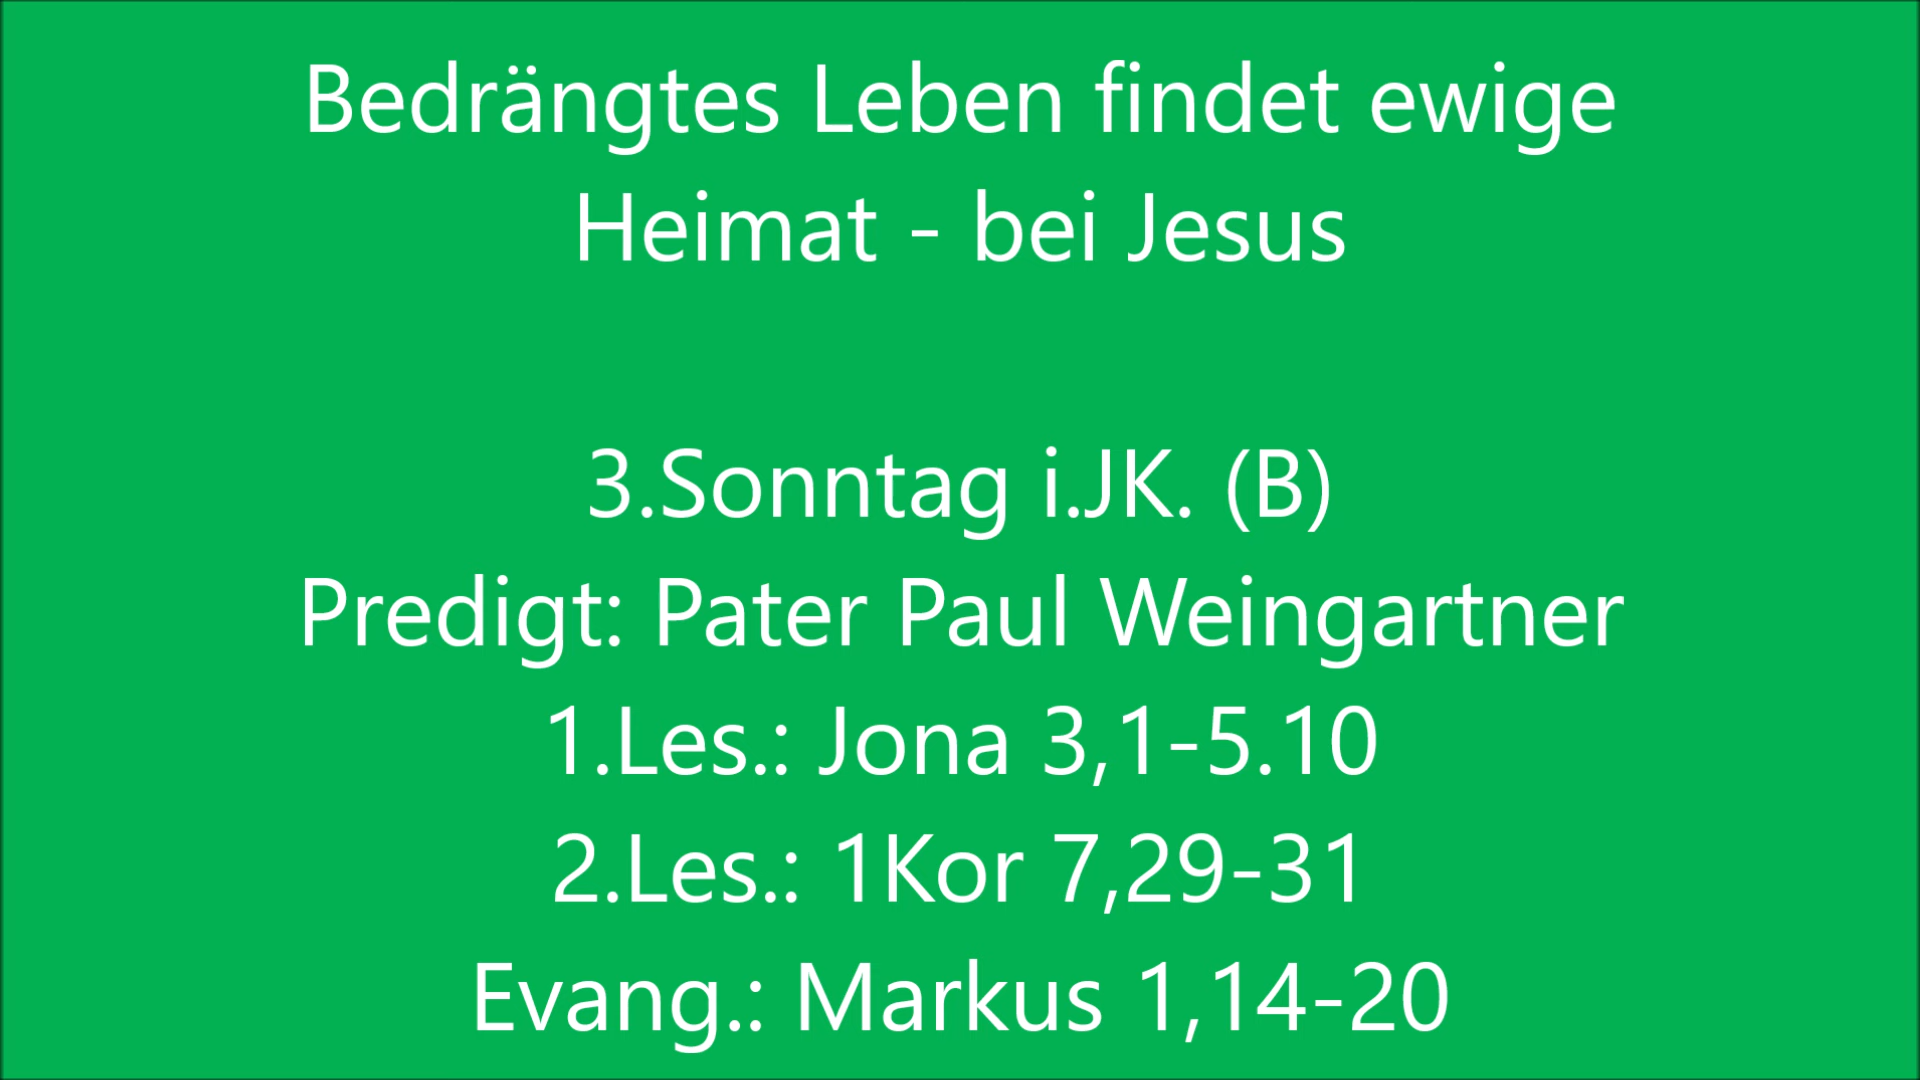 Bedrängtes Leben findet ewige
Heimat - bei Jesus
3.Sonntag i.JK. (B)
Predigt: Pater Paul Weingartner
1.Les.: Jona 3,1-5.10
2.Les.: 1Kor 7,29-31
Evang.: Markus 1,14-20